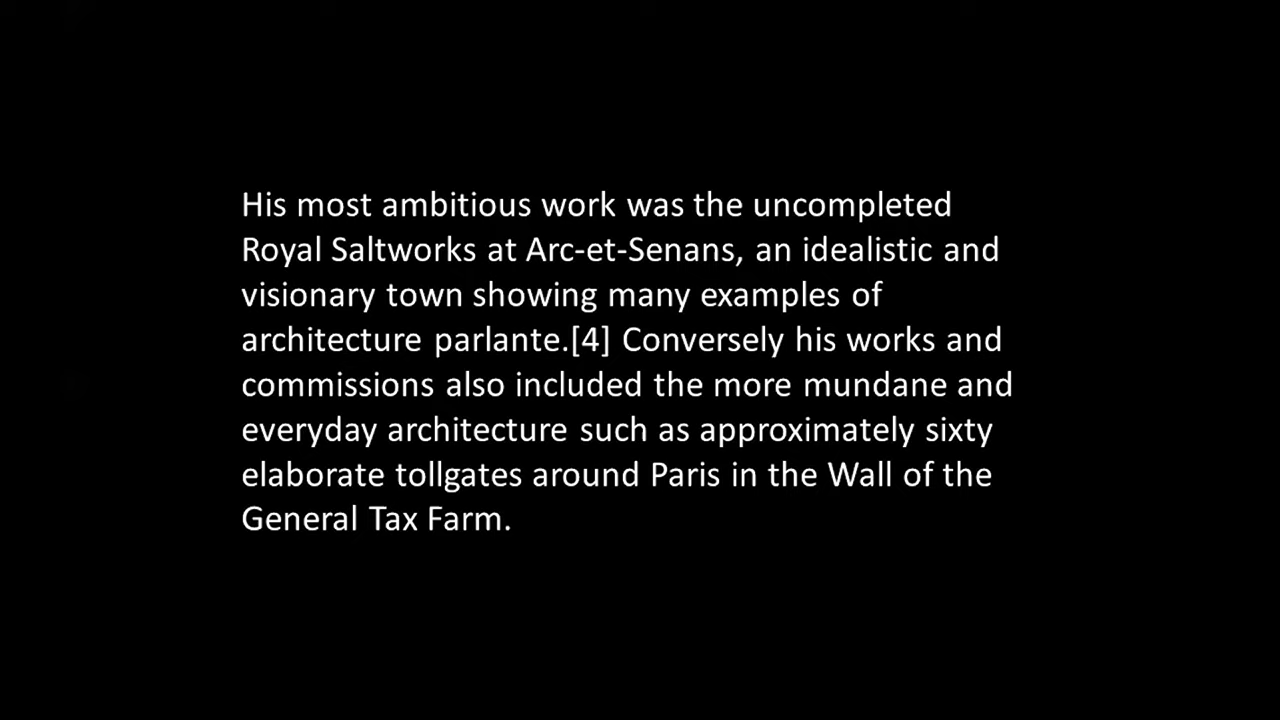 His most ambitious work was the uncompleted
Royal Saltworks at Arc-et-Senans, an idealistic and
visionary town showing many examples of
architecture parlante.[4] Conversely his works and
commissions also included the more mundane and
everyday architecture such as approximately sixty
elaborate tollgates around Paris in the Wall of the
General Tax Farm.